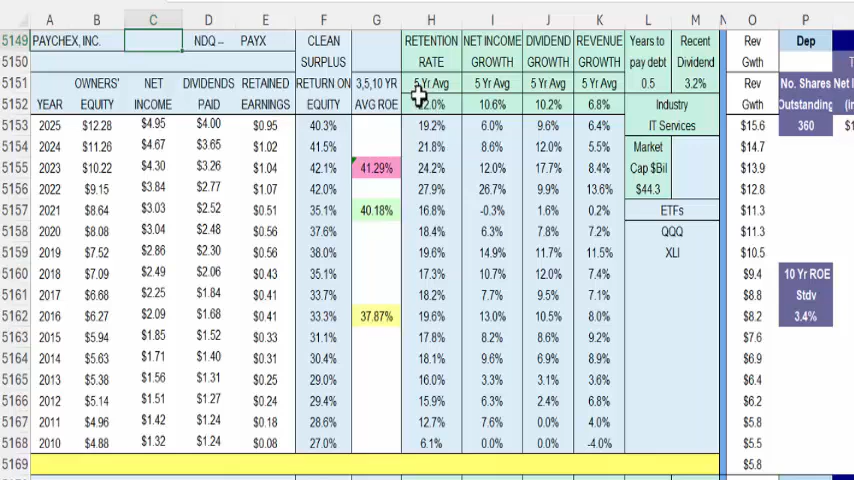 A B C D E F G H I J K L M N O P
5149 PAYCHEX, INC. NDQ -- PAYX CLEAN RETENTION NET INCOME DIVIDEND REVENUE Years to Recent Rev Dep
5150 SURPLUS RATE GROWTH GROWTH GROWTH pay debt Dividend Gwth
5151 OWNERS' NET DIVIDENDS RETAINED RETURN ON 3,5,10 YR 5 Yr Avg 5 Yr Avg 5 Yr Avg 5 Yr Avg 0.5 3.2% Rev No. Shares Net I
5152 YEAR EQUITY INCOME PAID EARNINGS EQUITY AVG ROE 2.0% 10.6% 10.2% 6.8% Industry Gwth Outstanding (in
5153 2025 $12.28 $4.95 $4.00 $0.95 40.3% 19.2% 6.0% 9.6% 6.4% IT Services $15.6 360 $1
5154 2024 $11.26 $4.67 $3.65 $1.02 41.5% 21.8% 8.6% 12.0% 5.5% Market $14.7
5155 2023 $10.22 $4.30 $3.26 $1.04 42.1% 41.29% 24.2% 12.0% 17.7% 8.4% Cap $Bil $13.9
5156 2022 $9.15 $3.84 $2.77 $1.07 42.0% 27.9% 26.7% 9.9% 13.6% $44.3 $12.8
5157 2021 $8.64 $3.03 $2.52 $0.51 35.1% 40.18% 16.8% -0.3% 1.6% 0.2% ETFs $11.3
5158 2020 $8.08 $3.04 $2.48 $0.56 37.6% 18.4% 6.3% 7.8% 7.2% QQQ $11.3
5159 2019 $7.52 $2.86 $2.30 $0.56 38.0% 19.6% 14.9% 11.7% 11.5% XLI $10.5
5160 2018 $7.09 $2.49 $2.06 $0.43 35.1% 17.3% 10.7% 12.0% 7.4% $9.4 10 Yr ROE
5161 2017 $6.68 $2.25 $1.84 $0.41 33.7% 18.2% 7.7% 9.5% 7.1% $8.8 Stdv
5162 2016 $6.27 $2.09 $1.68 $0.41 33.3% 37.87% 19.6% 13.0% 10.5% 8.0% $8.2 3.4%
5163 2015 $5.94 $1.85 $1.52 $0.33 31.1% 17.8% 8.2% 8.6% 9.2% $7.6
5164 2014 $5.63 $1.71 $1.40 $0.31 30.4% 18.1% 9.6% 6.9% 8.9% $6.9
5165 2013 $5.38 $1.56 $1.31 $0.25 29.0% 16.0% 3.3% 3.1% 3.6% $6.4
5166 2012 $5.14 $1.51 $1.27 $0.24 29.4% 15.9% 6.3% 2.4% 6.8% $6.2
5167 2011 $4.96 $1.42 $1.24 $0.18 28.6% 12.7% 7.6% 0.0% 4.0% $5.8
5168 2010 $4.88 $1.32 $1.24 $0.08 27.0% 6.1% 0.0% 0.0% -4.0% $5.5
5169 $5.8